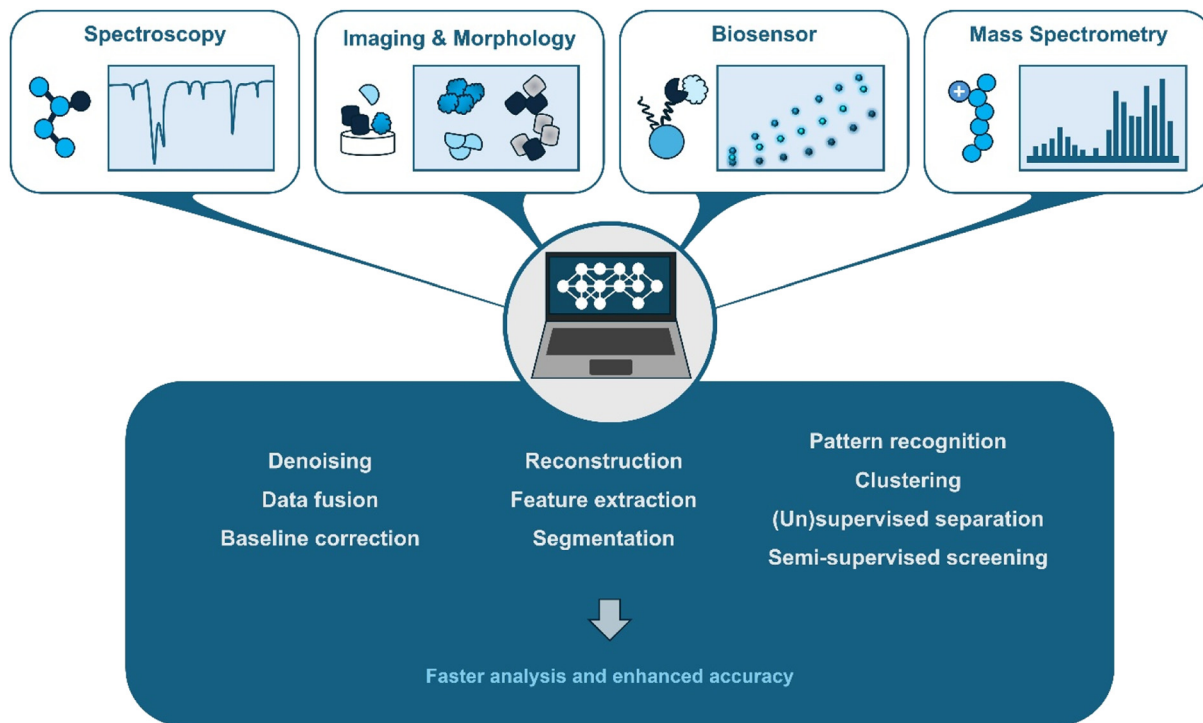 Spectroscopy
Imaging & Morphology
Biosensor
Mass Spectrometry
+
Denoising
Data fusion
Baseline correction
Reconstruction
Feature extraction
Segmentation
Pattern recognition
Clustering
(Un)supervised separation
Semi-supervised screening
Faster analysis and enhanced accuracy